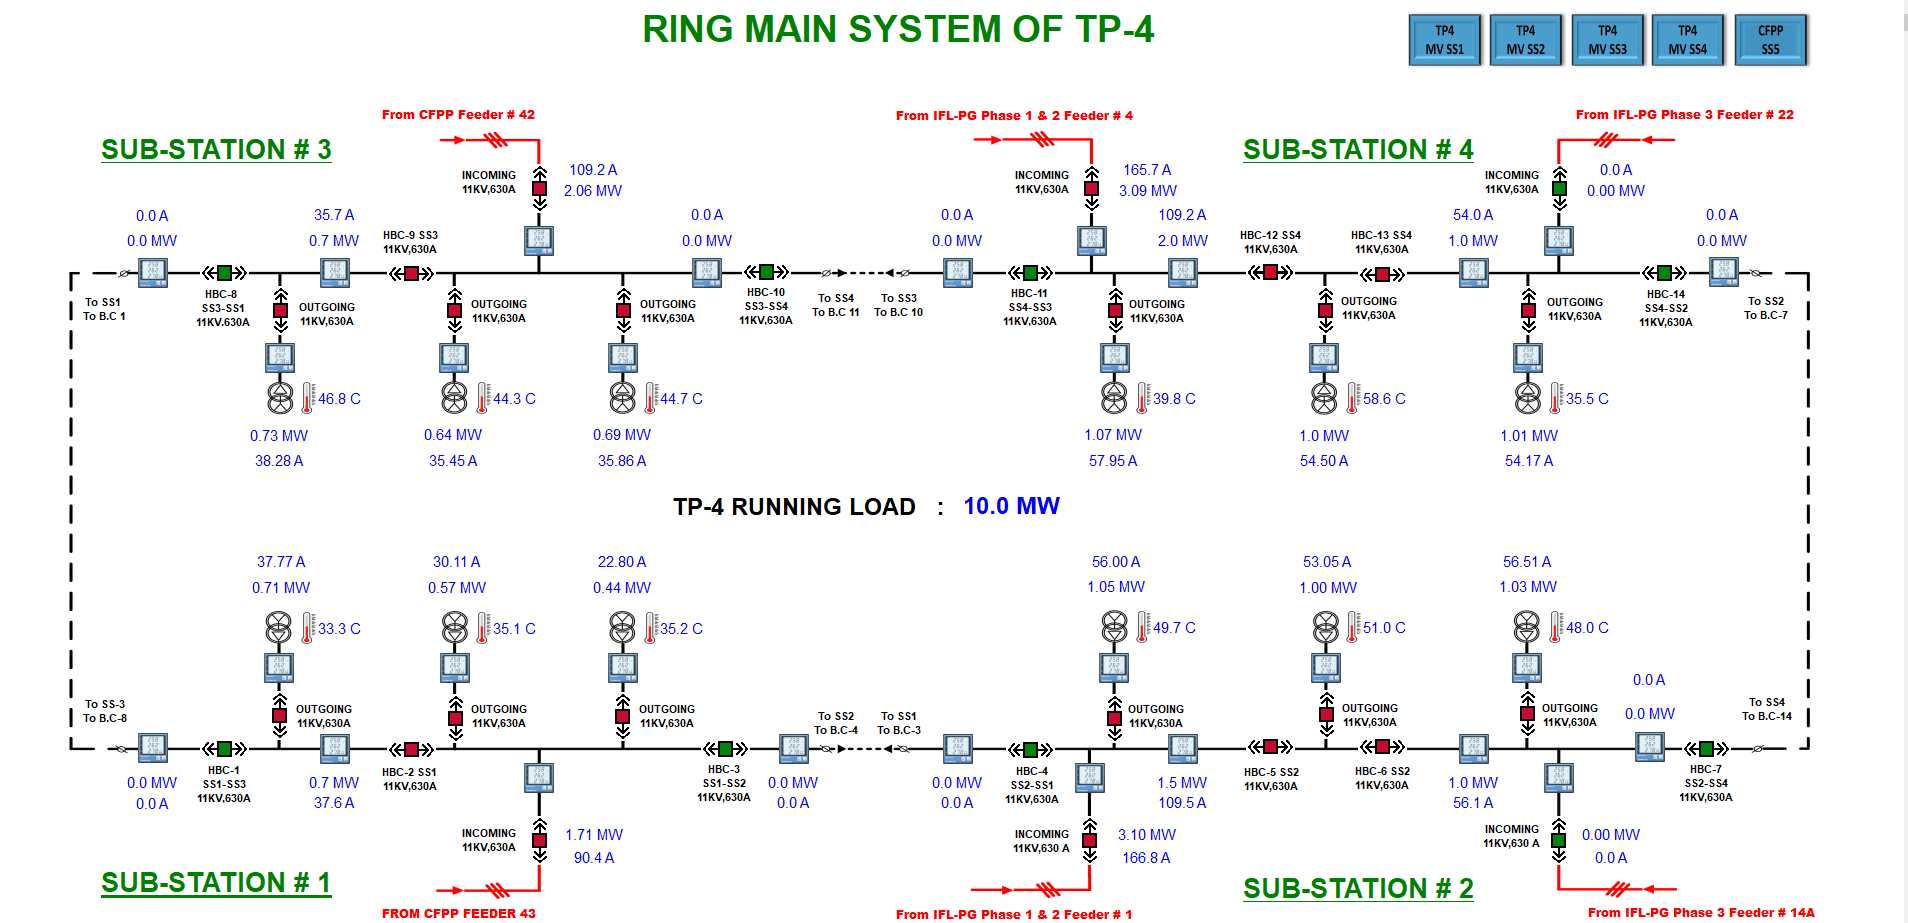 RING MAIN SYSTEM OF TP-4
TP4
MV SS1
TP4
MV SS2
TP4
MV SS3
TP4
MV SS4
CFPP
SS5
From CFPP Feeder # 42
From IFL-PG Phase 1 & 2 Feeder # 4
From IFL-PG Phase 3 Feeder # 22
SUB-STATION # 3
SUB-STATION # 4
INCOMING
11KV,630A
109.2 A
2.06 MW
INCOMING
11KV,630A
165.7 A
3.09 MW
INCOMING
11KV,630A
0.0 A
0.00 MW
0.0 A
0.0 MW
35.7 A
0.7 MW
HBC-9 SS3
11KV,630A
0.0 A
0.0 MW
0.0 A
0.0 MW
109.2 A
2.0 MW
HBC-12 SS4
11KV,630A
HBC-13 SS4
11KV,630A
54.0 A
1.0 MW
0.0 A
0.0 MW
To SS1
To B.C 1
HBC-8
SS3-SS1
11KV,630A
OUTGOING
11KV,630A
OUTGOING
11KV,630A
OUTGOING
11KV,630A
HBC-10
SS3-SS4
11KV,630A
To SS4
To B.C 11
To SS3
To B.C 10
HBC-11
SS4-SS3
11KV,630A
OUTGOING
11KV,630A
OUTGOING
11KV,630A
OUTGOING
11KV,630A
HBC-14
SS4-SS2
11KV,630A
To SS2
To B.C-7
46.8 C
44.3 C
44.7 C
39.8 C
58.6 C
35.5 C
0.73 MW
38.28 A
0.64 MW
35.45 A
0.69 MW
35.86 A
1.07 MW
57.95 A
1.0 MW
54.50 A
1.01 MW
54.17 A
TP-4 RUNNING LOAD : 10.0 MW
37.77 A
0.71 MW
30.11 A
0.57 MW
22.80 A
0.44 MW
56.00 A
1.05 MW
53.05 A
1.00 MW
56.51 A
1.03 MW
33.3 C
35.1 C
35.2 C
49.7 C
51.0 C
48.0 C
To SS-3
To B.C-8
OUTGOING
11KV,630A
OUTGOING
11KV,630A
OUTGOING
11KV,630A
To SS2
To B.C-4
To SS1
To B.C-3
OUTGOING
11KV,630A
OUTGOING
11KV,630A
OUTGOING
11KV,630A
0.0 A
0.0 MW
To SS4
To B.C-14
0.0 MW
0.0 A
HBC-1
SS1-SS3
11KV,630A
0.7 MW
37.6 A
HBC-2 SS1
11KV,630A
HBC-3
SS1-SS2
11KV,630A
0.0 MW
0.0 A
0.0 MW
0.0 A
HBC-4
SS2-SS1
11KV,630A
1.5 MW
109.5 A
HBC-5 SS2
11KV,630A
HBC-6 SS2
11KV,630A
1.0 MW
56.1 A
HBC-7
SS2-SS4
11KV,630A
INCOMING
11KV,630A
1.71 MW
90.4 A
INCOMING
11KV,630 A
3.10 MW
166.8 A
INCOMING
11KV,630 A
0.00 MW
0.0 A
SUB-STATION # 1
SUB-STATION # 2
FROM CFPP FEEDER 43
From IFL-PG Phase 1 & 2 Feeder # 1
From IFL-PG Phase 3 Feeder # 14A